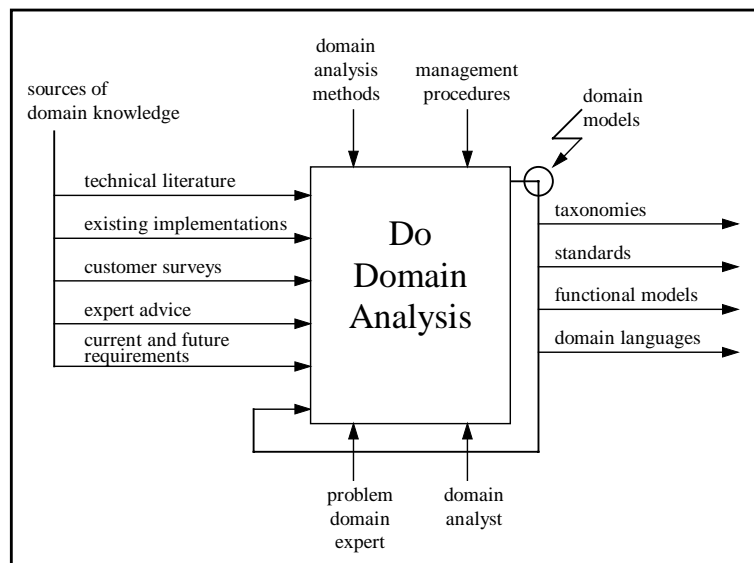 domain
analysis
methods
management
procedures
sources of
domain knowledge
domain
models
technical literature
existing implementations
customer surveys
expert advice
current and future
requirements
Do
Domain
Analysis
taxonomies
standards
functional models
domain languages
problem
domain
expert
domain
analyst